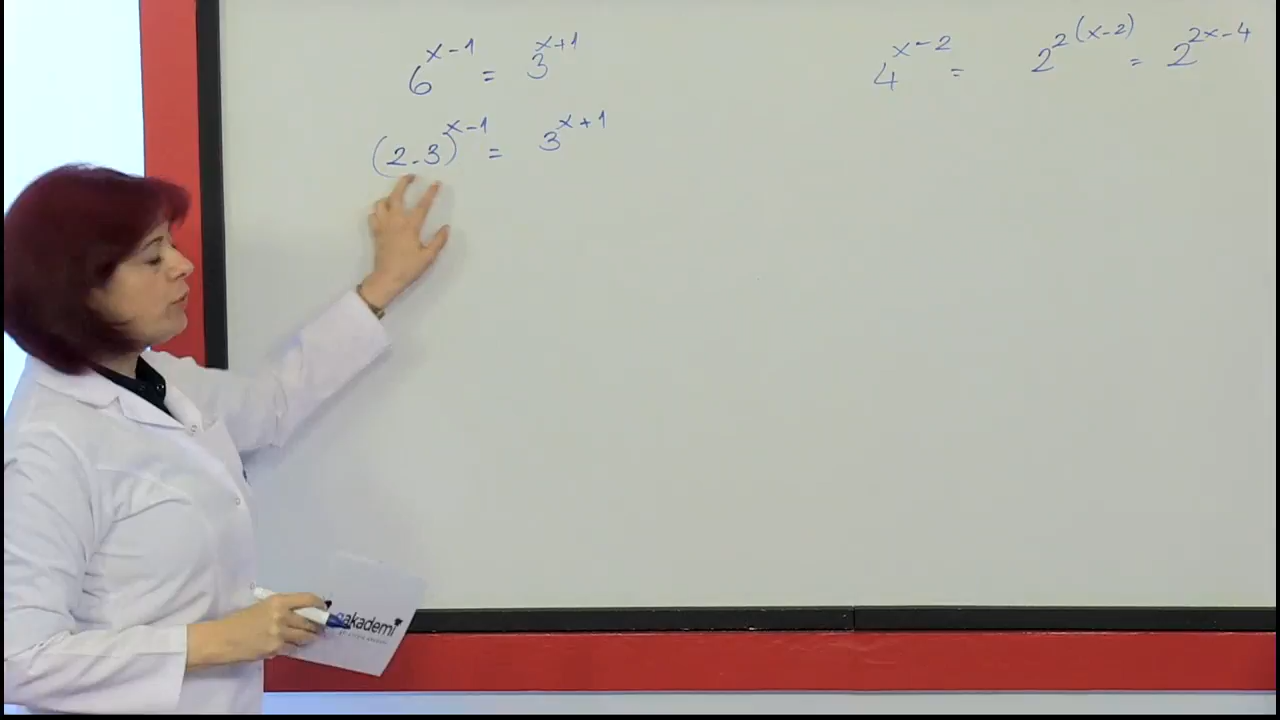 6^{x-1} = 3^{x+1}
(2.3)^{x-1} = 3^{x+1}
4^{x-2} = 2^{2(x-2)} = 2^{2x-4}
akademi